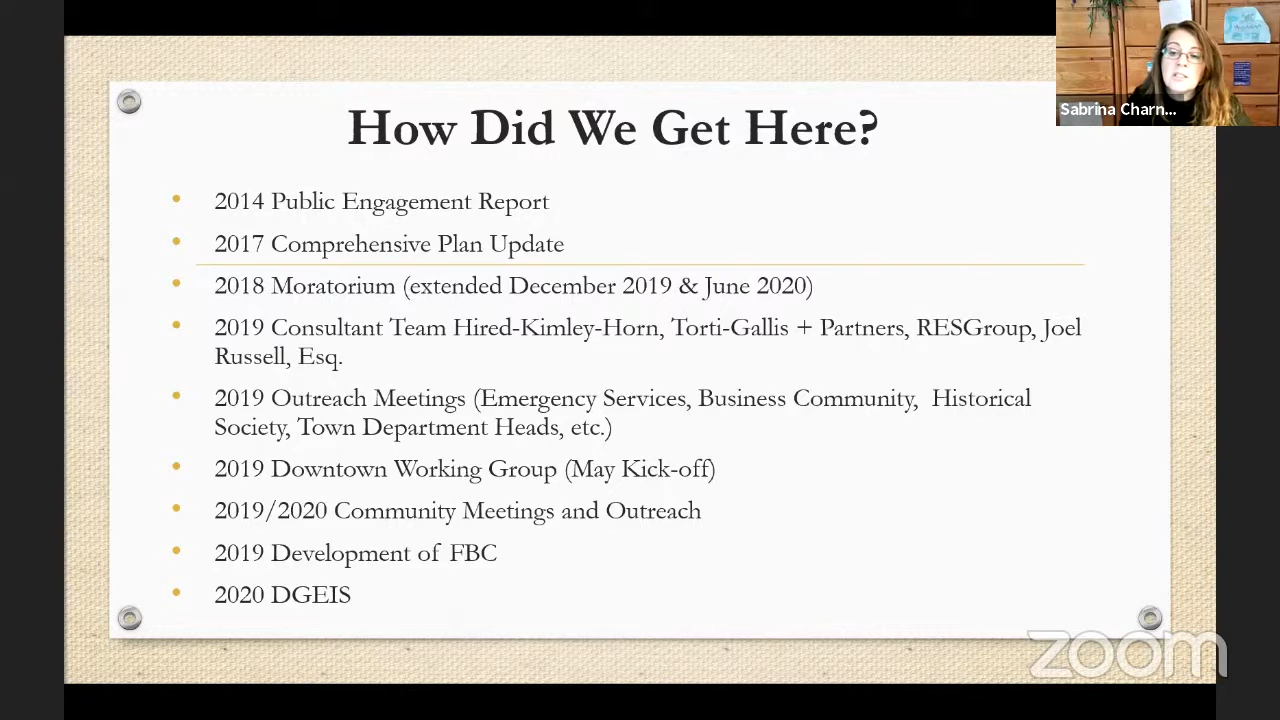 How Did We Get Here?
Sabrina Charn...
• 2014 Public Engagement Report
• 2017 Comprehensive Plan Update
• 2018 Moratorium (extended December 2019 & June 2020)
• 2019 Consultant Team Hired-Kimley-Horn, Torti-Gallis + Partners, RESGroup, Joel
Russell, Esq.
• 2019 Outreach Meetings (Emergency Services, Business Community, Historical
Society, Town Department Heads, etc.)
• 2019 Downtown Working Group (May Kick-off)
• 2019/2020 Community Meetings and Outreach
• 2019 Development of FBC
• 2020 DGEIS
zoom